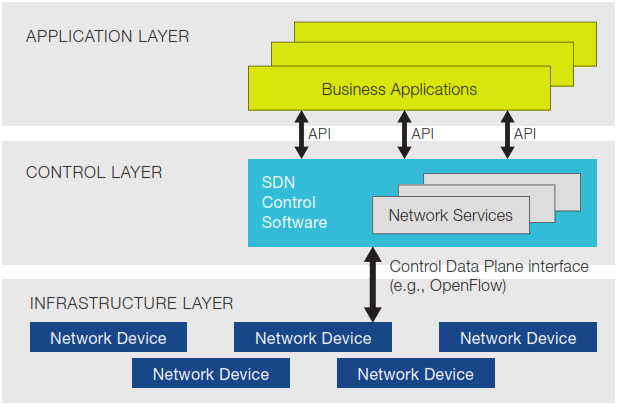 APPLICATION LAYER
Business Applications
API
API
API
CONTROL LAYER
SDN
Control
Software
Network Services
Control Data Plane interface
(e.g., OpenFlow)
INFRASTRUCTURE LAYER
Network Device
Network Device
Network Device
Network Device
Network Device